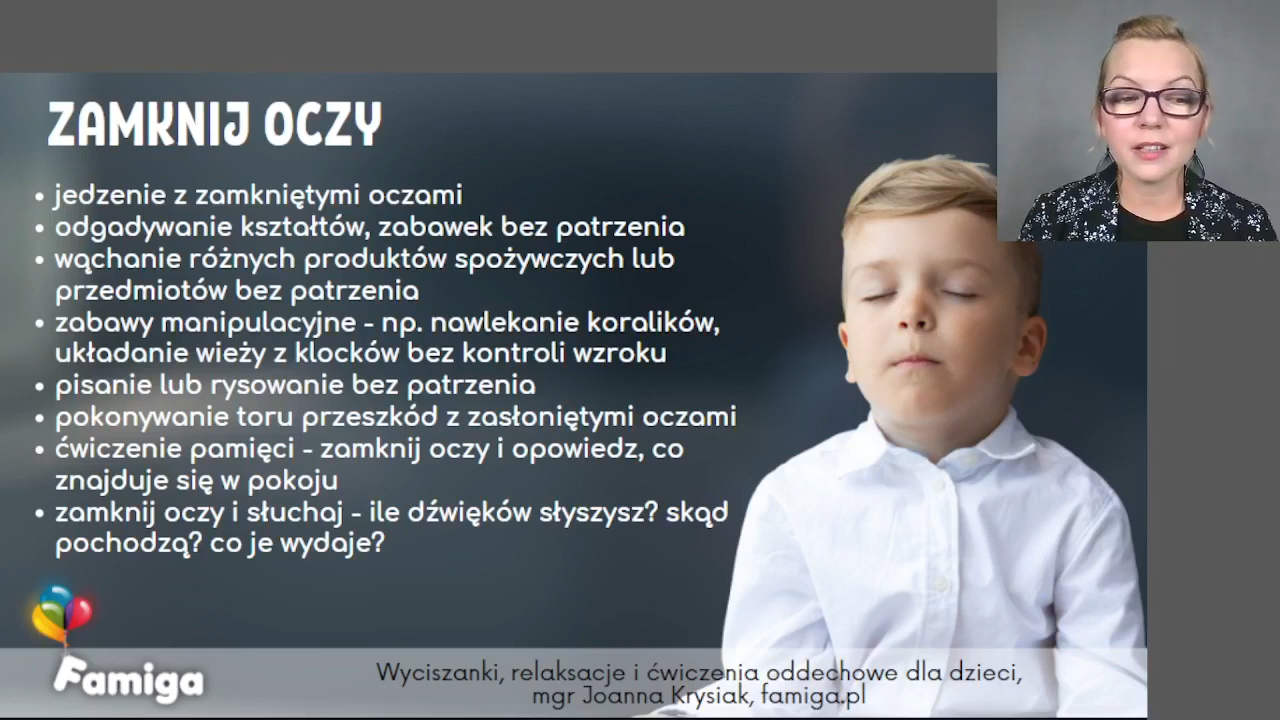 ZAMKNIJ OCZY
• jedzenie z zamkniętymi oczami
• odgadywanie kształtów, zabawek bez patrzenia
• wąchanie różnych produktów spożywczych lub
przedmiotów bez patrzenia
• zabawy manipulacyjne - np. nawlekanie koralików,
układanie wieży z klocków bez kontroli wzroku
• pisanie lub rysowanie bez patrzenia
• pokonywanie toru przeszkód z zasłoniętymi oczami
• ćwiczenie pamięci - zamknij oczy i opowiedz, co
znajduje się w pokoju
• zamknij oczy i słuchaj - ile dźwięków słyszysz? skąd
pochodzą? co je wydaje?
Famiga
Wyciszanki, relaksacje i ćwiczenia oddechowe dla dzieci,
mgr Joanna Krysiak, famiga.pl